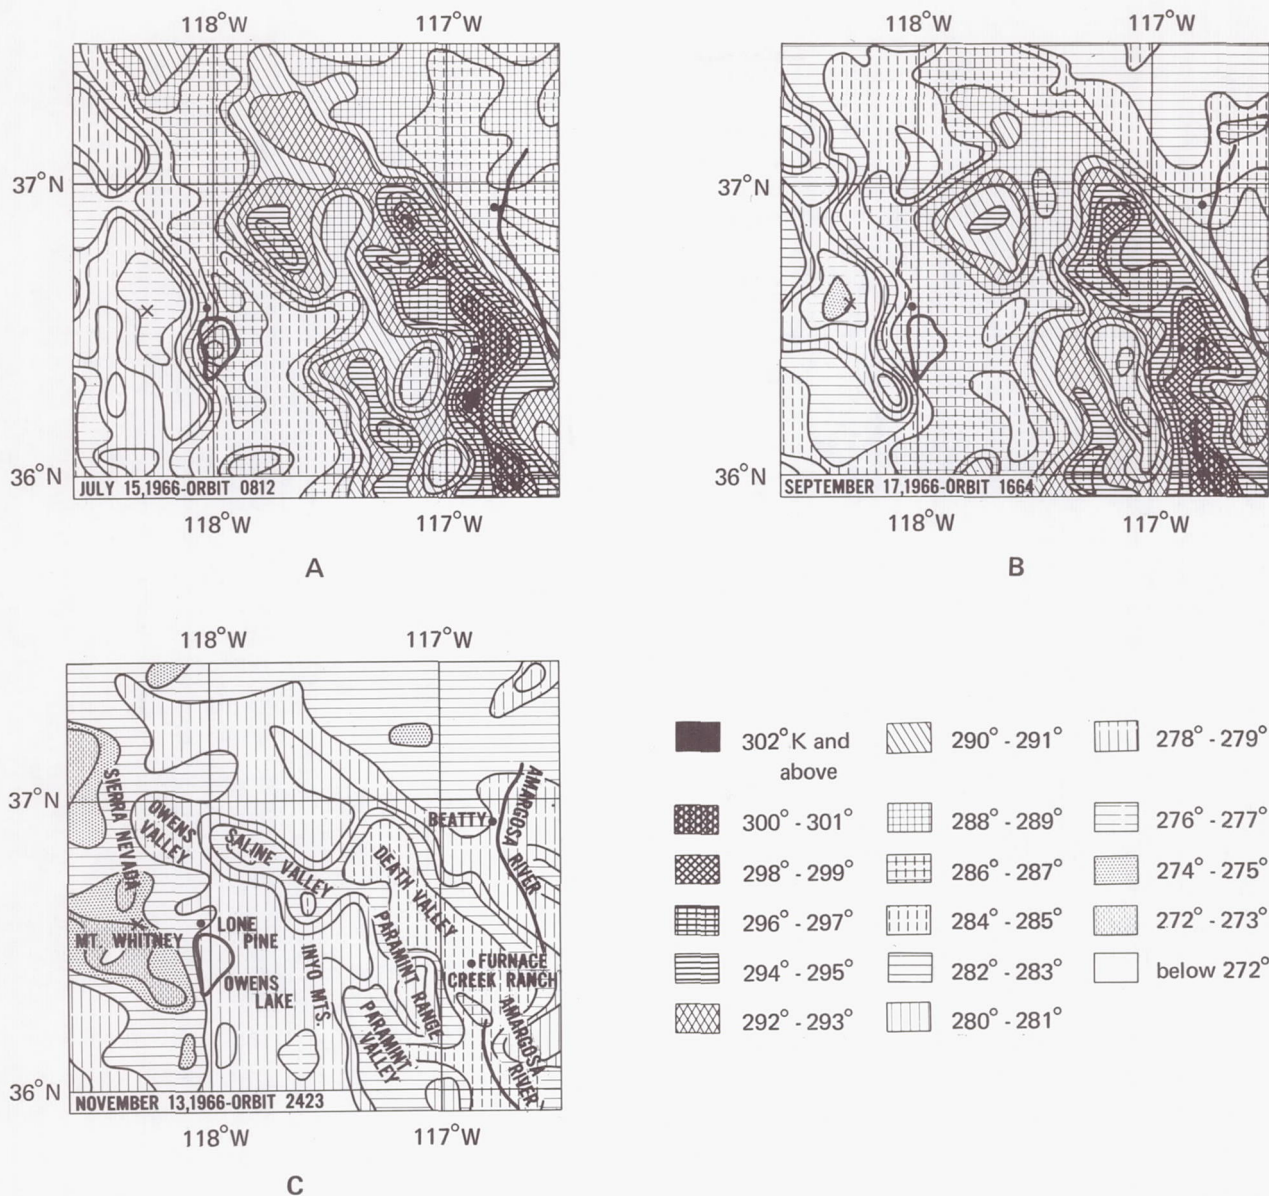 118°W 117°W
118°W 117°W
37°N
37°N
36°N
36°N
JULY 15,1966-ORBIT 0812
SEPTEMBER 17,1966-ORBIT 1664
118°W 117°W
118°W 117°W
A
B
118°W 117°W
37°N
36°N
SIERRA NEVADA
OWENS
VALLEY
SALINE VALLEY
DEATH VALLEY
BEATTY
AMARGOSA RIVER
MT. WHITNEY
LONE
PINE
OWENS
LAKE
INYO MTS.
PARAMINT RANGE
PARAMINT
VALLEY
FURNACE
CREEK RANCH
AMARGOSA
RIVER
NOVEMBER 13,1966-ORBIT 2423
118°W 117°W
C
302°K and
above
300° - 301°
298° - 299°
296° - 297°
294° - 295°
292° - 293°
290° - 291°
288° - 289°
286° - 287°
284° - 285°
282° - 283°
280° - 281°
278° - 279°
276° - 277°
274° - 275°
272° - 273°
below 272°